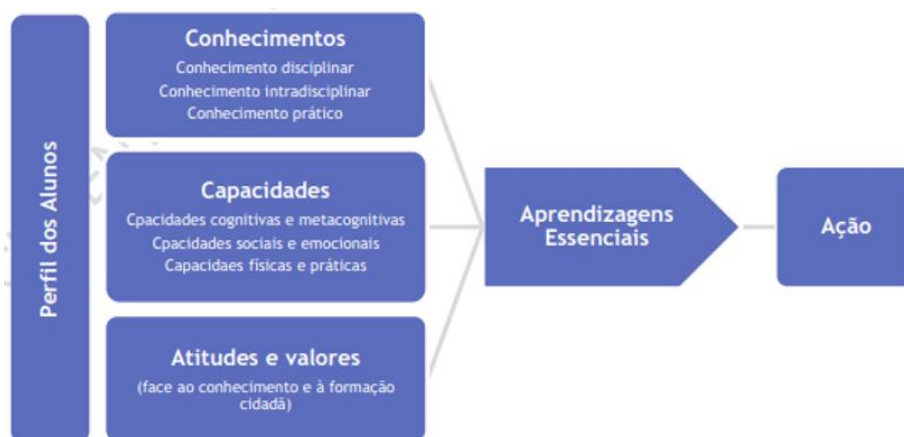 Perfil dos Alunos
Conhecimentos
Conhecimento disciplinar
Conhecimento intradisciplinar
Conhecimento prático
Capacidades
Cpacidades cognitivas e metacognitivas
Cpacidades sociais e emocionais
Capacidaes físicas e práticas
Atitudes e valores
(face ao conhecimento e à formação
cidadã)
Aprendizagens
Essenciais
Ação